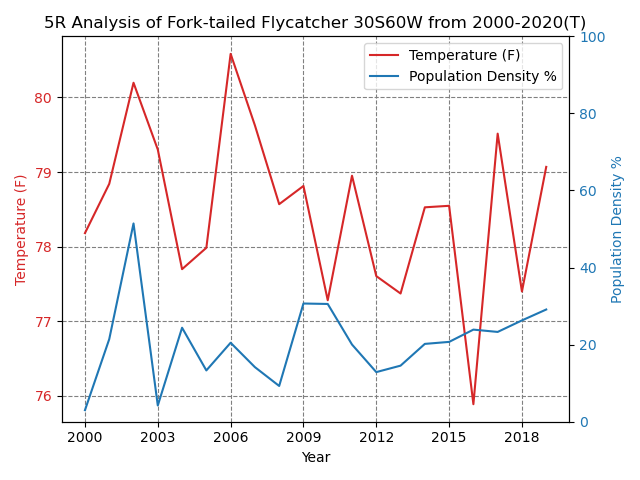 5R Analysis of Fork-tailed Flycatcher 30S60W from 2000-2020(T)
Temperature (F)
Population Density %
100
80
60
40
20
0
80
79
78
77
76
Temperature (F)
Population Density %
2000 2003 2006 2009 2012 2015 2018
Year